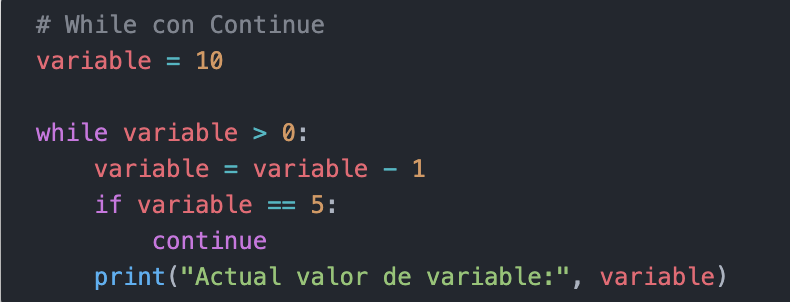 # While con Continue
variable = 10

while variable > 0:
    variable = variable - 1
    if variable == 5:
        continue
    print("Actual valor de variable:", variable)